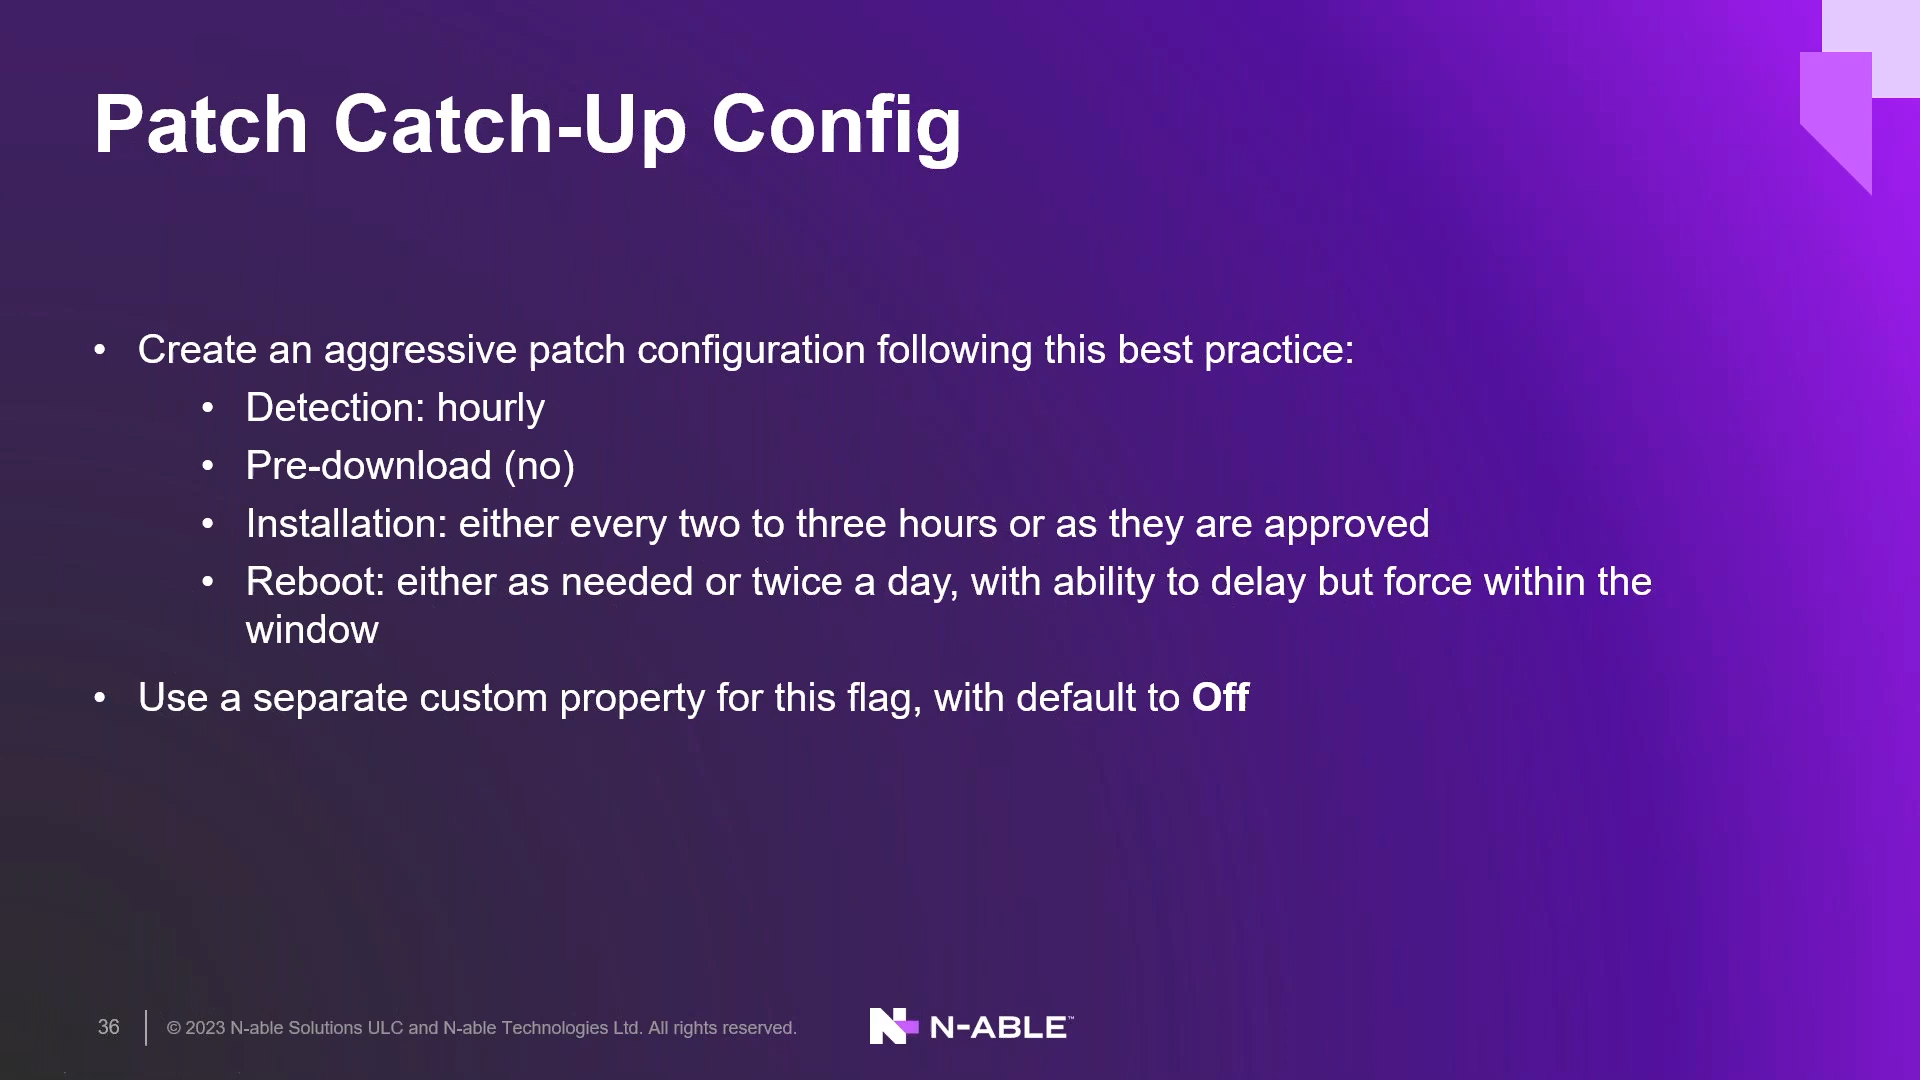 Patch Catch-Up Config
• Create an aggressive patch configuration following this best practice:
• Detection: hourly
• Pre-download (no)
• Installation: either every two to three hours or as they are approved
• Reboot: either as needed or twice a day, with ability to delay but force within the
window
• Use a separate custom property for this flag, with default to Off
36
© 2023 N-able Solutions ULC and N-able Technologies Ltd. All rights reserved.
N-ABLE™